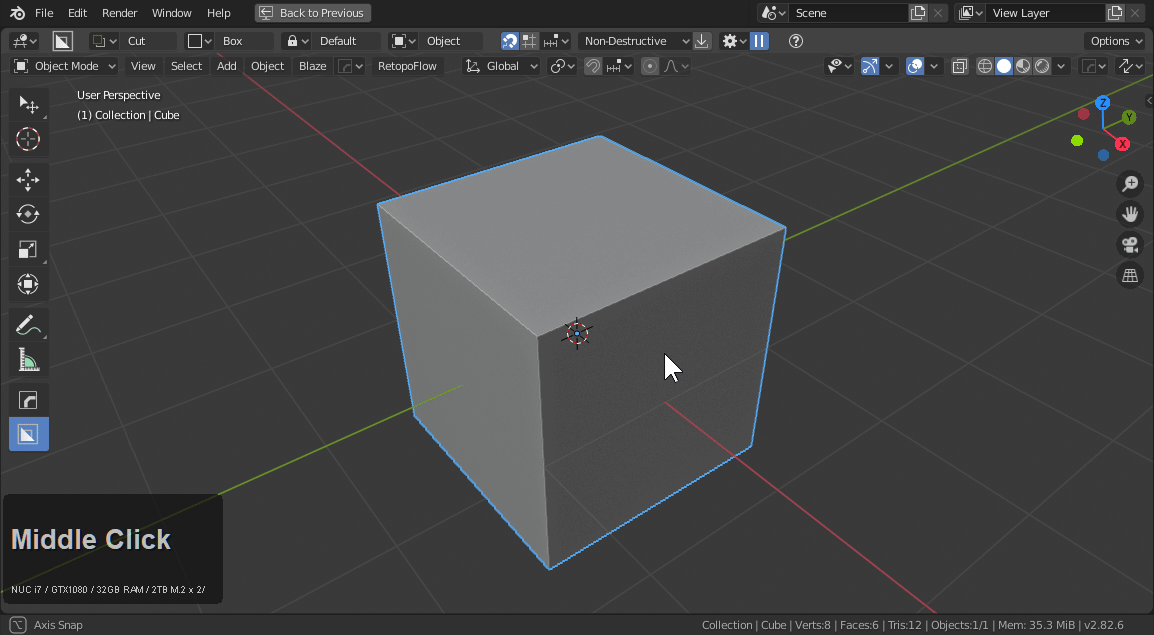 File Edit Render Window Help Back to Previous Scene View Layer
Cut Box Default Object Non-Destructive Options
Object Mode View Select Add Object Blaze RetopoFlow Global
User Perspective
(1) Collection | Cube
Z
Y
X
Middle Click
NUC i7 / GTX1080 / 32GB RAM / 2TB M.2 x 2/
Axis Snap Collection | Cube | Verts:8 | Faces:6 | Tris:12 | Objects:1/1 | Mem: 35.3 MiB | v2.82.6